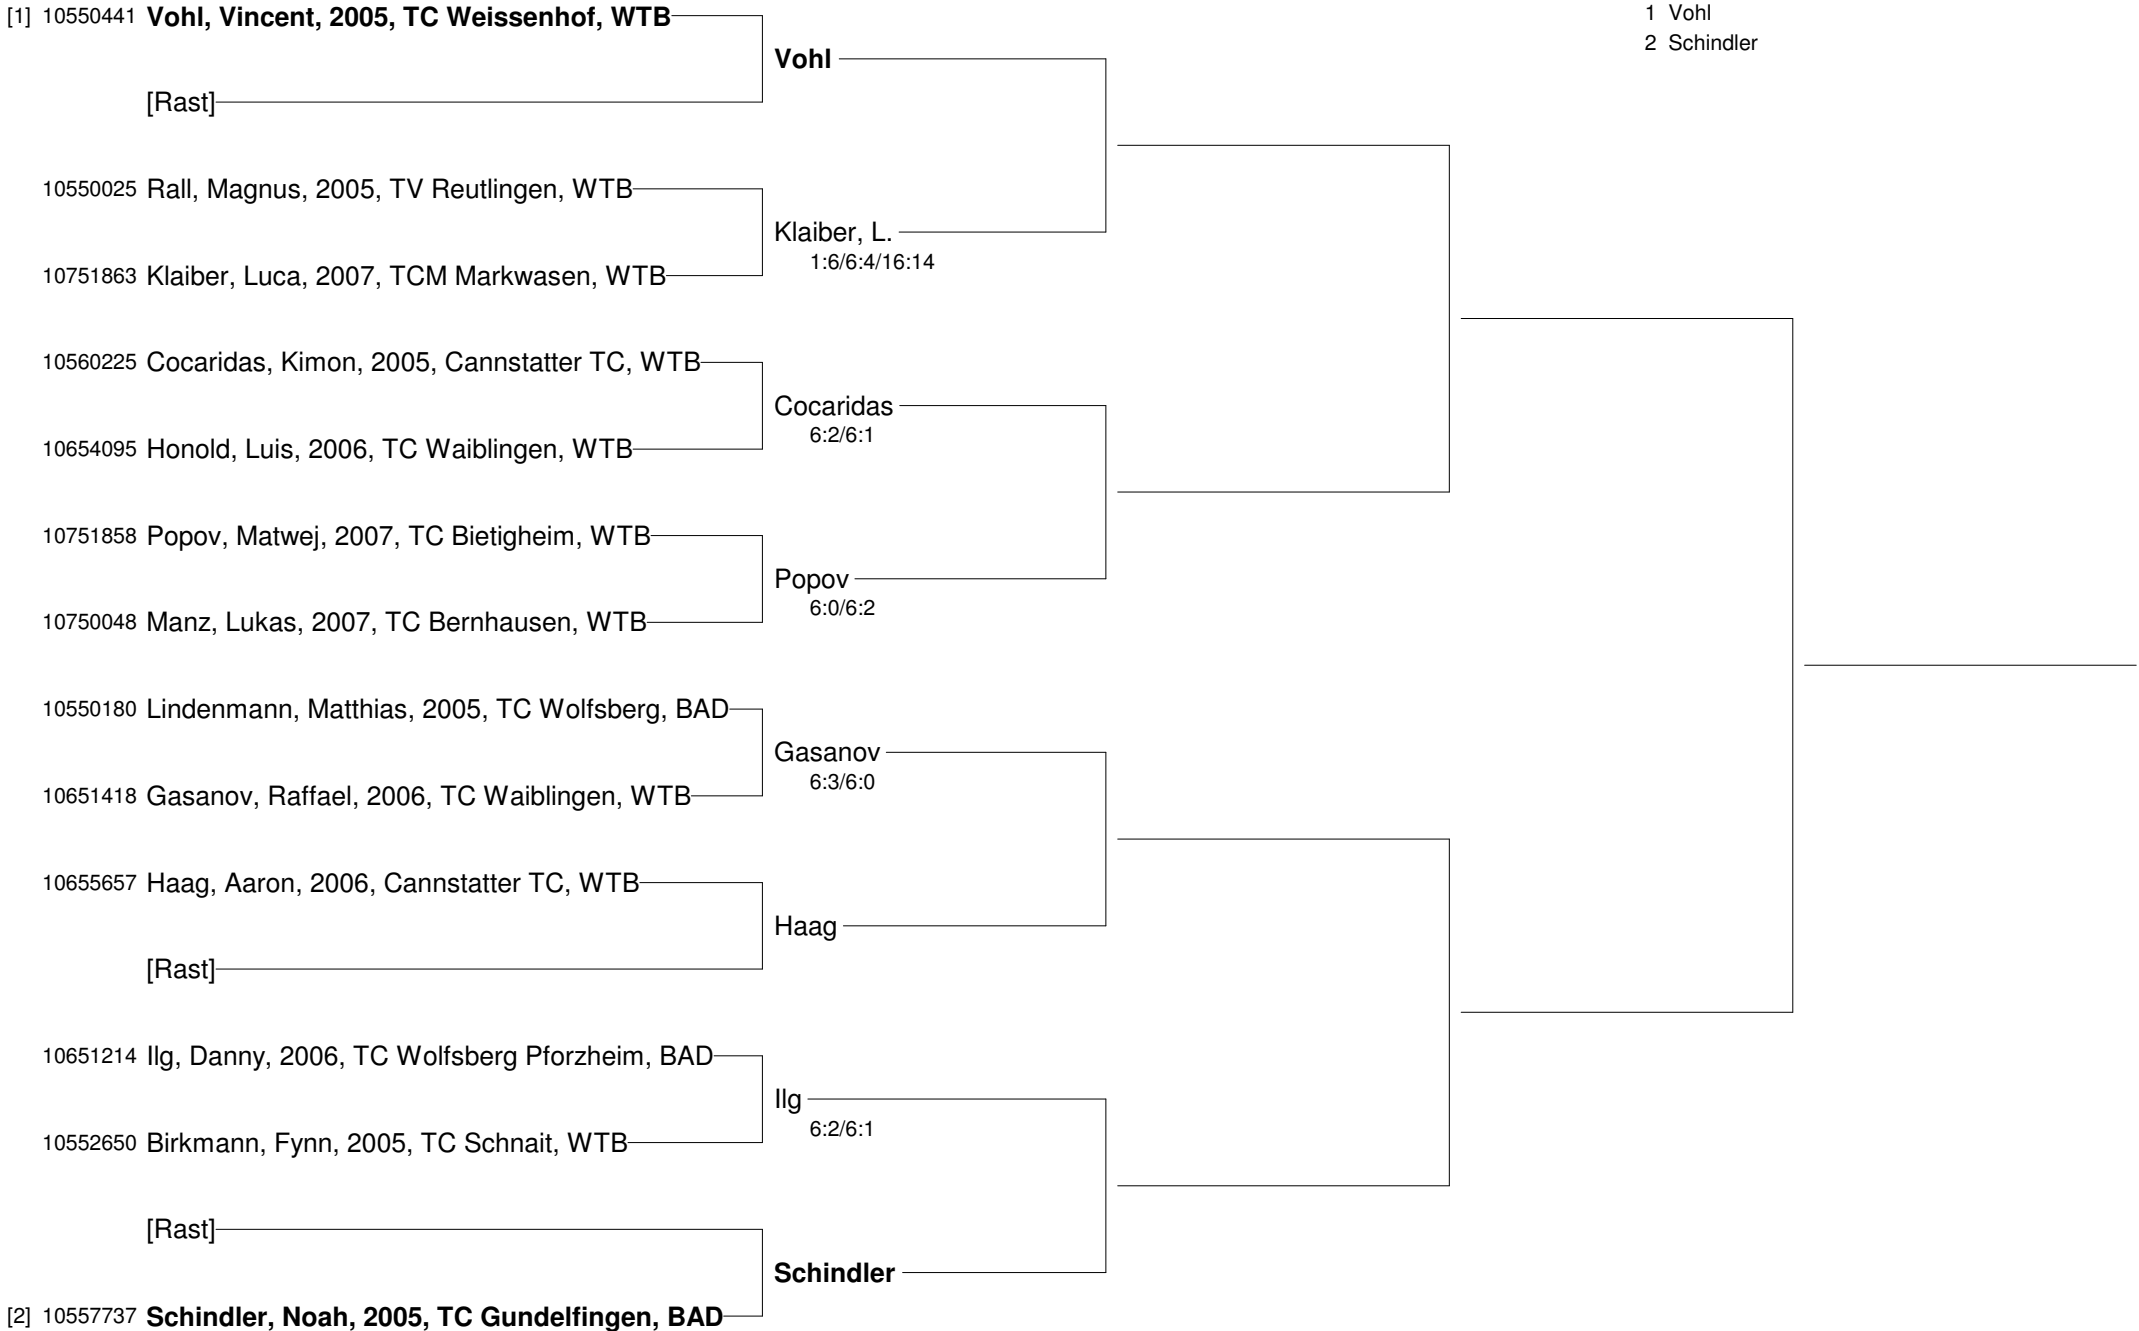 [1] 10550441 Vohl, Vincent, 2005, TC Weissenhof, WTB
1 Vohl
2 Schindler
Vohl
[Rast]
10550025 Rall, Magnus, 2005, TV Reutlingen, WTB
Klaiber, L.
1:6/6:4/16:14
10751863 Klaiber, Luca, 2007, TCM Markwasen, WTB
10560225 Cocaridas, Kimon, 2005, Cannstatter TC, WTB
Cocaridas
6:2/6:1
10654095 Honold, Luis, 2006, TC Waiblingen, WTB
10751858 Popov, Matwej, 2007, TC Bietigheim, WTB
Popov
6:0/6:2
10750048 Manz, Lukas, 2007, TC Bernhausen, WTB
10550180 Lindenmann, Matthias, 2005, TC Wolfsberg, BAD
Gasanov
6:3/6:0
10651418 Gasanov, Raffael, 2006, TC Waiblingen, WTB
10655657 Haag, Aaron, 2006, Cannstatter TC, WTB
Haag
[Rast]
10651214 Ilg, Danny, 2006, TC Wolfsberg Pforzheim, BAD
Ilg
6:2/6:1
10552650 Birkmann, Fynn, 2005, TC Schnait, WTB
[Rast]
Schindler
[2] 10557737 Schindler, Noah, 2005, TC Gundelfingen, BAD